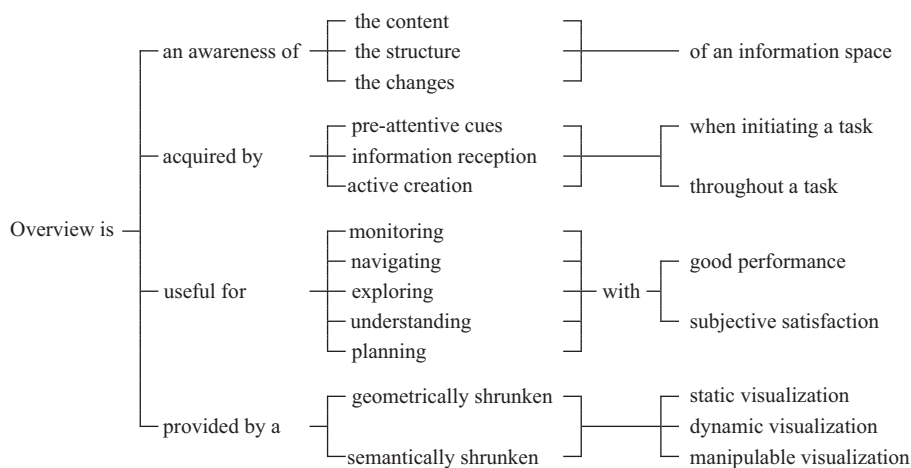 Overview is
an awareness of
the content
the structure
the changes
of an information space
acquired by
pre-attentive cues
information reception
active creation
when initiating a task
throughout a task
useful for
monitoring
navigating
exploring
understanding
planning
with
good performance
subjective satisfaction
provided by a
geometrically shrunken
semantically shrunken
static visualization
dynamic visualization
manipulable visualization